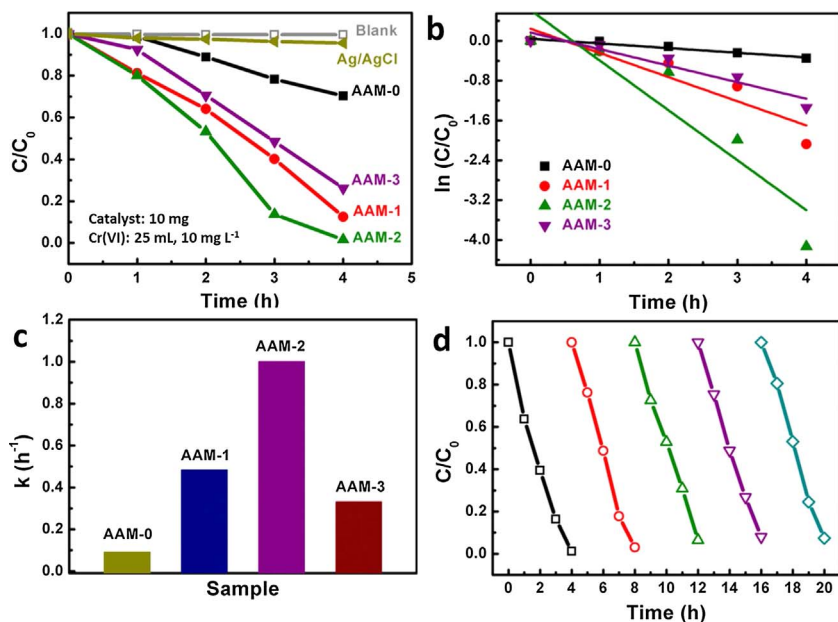 a
1.0
0.8
0.6
0.4
0.2
0.0
C/C₀
Blank
Ag/AgCl
AAM-0
AAM-3
AAM-1
AAM-2
Catalyst: 10 mg
Cr(VI): 25 mL, 10 mg L⁻¹
0 1 2 3 4 5
Time (h)
b
0.0
-0.8
-1.6
-2.4
-3.2
-4.0
ln (C/C₀)
AAM-0
AAM-1
AAM-2
AAM-3
0 1 2 3 4
Time (h)
c
1.2
1.0
0.8
0.6
0.4
0.2
0.0
k (h⁻¹)
AAM-0
AAM-1
AAM-2
AAM-3
Sample
d
1.0
0.8
0.6
0.4
0.2
0.0
C/C₀
0 2 4 6 8 10 12 14 16 18 20
Time (h)